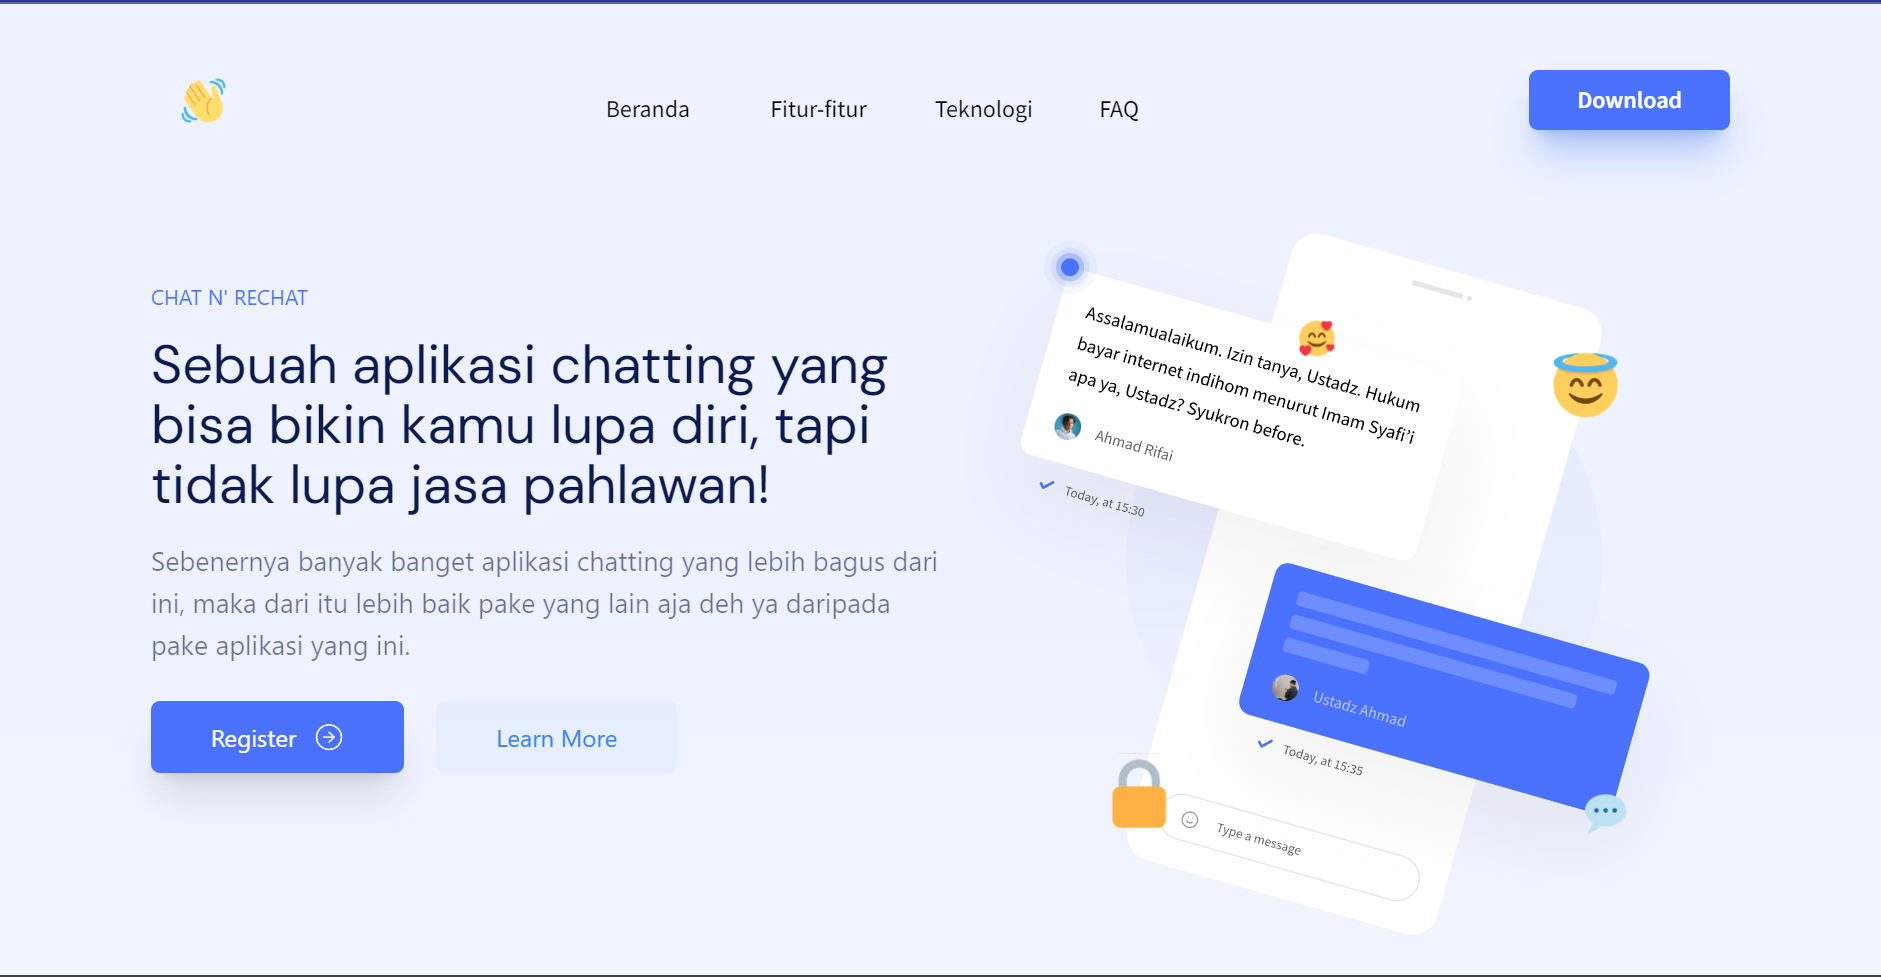 Beranda Fitur-fitur Teknologi FAQ Download
CHAT N' RECHAT
Sebuah aplikasi chatting yang
bisa bikin kamu lupa diri, tapi
tidak lupa jasa pahlawan!
Sebenernya banyak banget aplikasi chatting yang lebih bagus dari
ini, maka dari itu lebih baik pake yang lain aja deh ya daripada
pake aplikasi yang ini.
Register
Learn More
Assalamualaikum. Izin tanya, Ustadz. Hukum
bayar internet indihom menurut Imam Syafi’i
apa ya, Ustadz? Syukron before.
Ahmad Rifai
Today, at 15:30
Ustadz Ahmad
Today, at 15:35
Type a message